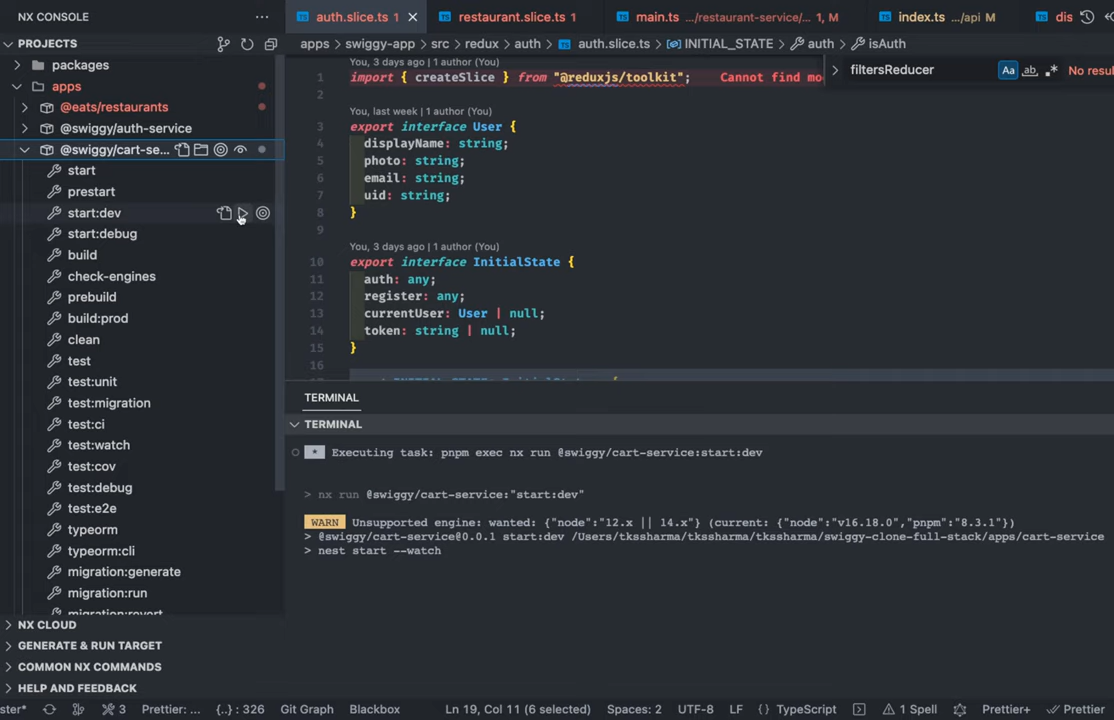 NX CONSOLE
auth.slice.ts 1
restaurant.slice.ts 1
main.ts .../restaurant-service/... 1, M
index.ts .../api M
dis
PROJECTS
apps > swiggy-app > src > redux > auth > auth.slice.ts > INITIAL_STATE > auth > isAuth
packages
apps
@eats/restaurants
@swiggy/auth-service
@swiggy/cart-se...
start
prestart
start:dev
start:debug
build
check-engines
prebuild
build:prod
clean
test
test:unit
test:migration
test:ci
test:watch
test:cov
test:debug
test:e2e
typeorm
typeorm:cli
migration:generate
migration:run
migration:revert
NX CLOUD
GENERATE & RUN TARGET
COMMON NX COMMANDS
HELP AND FEEDBACK
filtersReducer
Aa ab .*
No resul
You, 3 days ago | 1 author (You)
1 import { createSlice } from "@reduxjs/toolkit"; Cannot find mo
2
You, last week | 1 author (You)
3 export interface User {
4 displayName: string;
5 photo: string;
6 email: string;
7 uid: string;
8 }
9
You, 3 days ago | 1 author (You)
10 export interface InitialState {
11 auth: any;
12 register: any;
13 currentUser: User | null;
14 token: string | null;
15 }
16
TERMINAL
TERMINAL
* Executing task: pnpm exec nx run @swiggy/cart-service:start:dev
> nx run @swiggy/cart-service:"start:dev"
WARN Unsupported engine: wanted: {"node":"12.x || 14.x"} (current: {"node":"v16.18.0","pnpm":"8.3.1"})
> @swiggy/cart-service@0.0.1 start:dev /Users/tkssharma/tkssharma/swiggy-clone-full-stack/apps/cart-service
> nest start --watch
ster* 3 Prettier: ... {..} : 326 Git Graph Blackbox Ln 19, Col 11 (6 selected) Spaces: 2 UTF-8 LF {} TypeScript 1 Spell Prettier+ Prettier